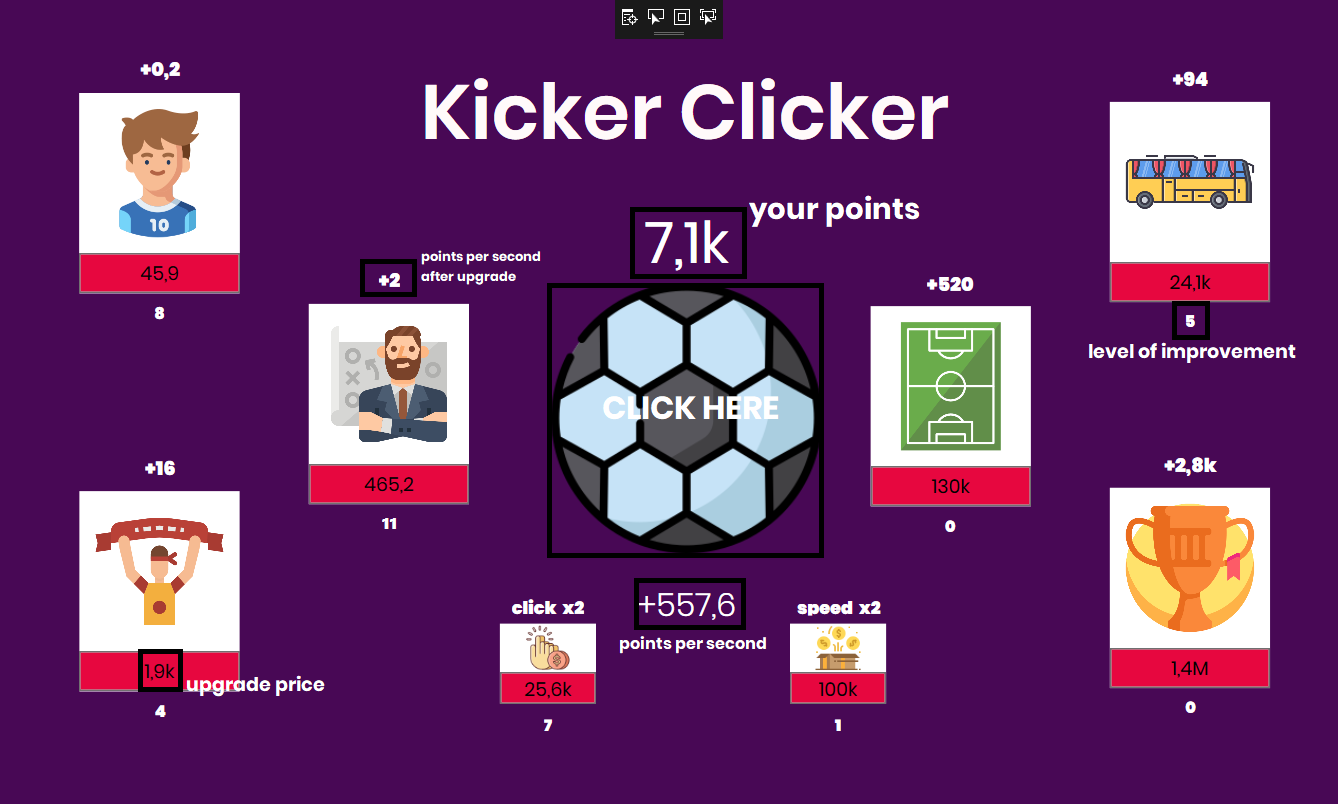 +0,2
45,9
8
Kicker Clicker
+94
24,1k
5
level of improvement
your points
7,1k
points per second
after upgrade
+2
465,2
11
10
CLICK HERE
+520
130k
0
+16
1,9k
upgrade price
4
click x2
25,6k
7
+557,6
points per second
speed x2
100k
1
+2,8k
1,4M
0